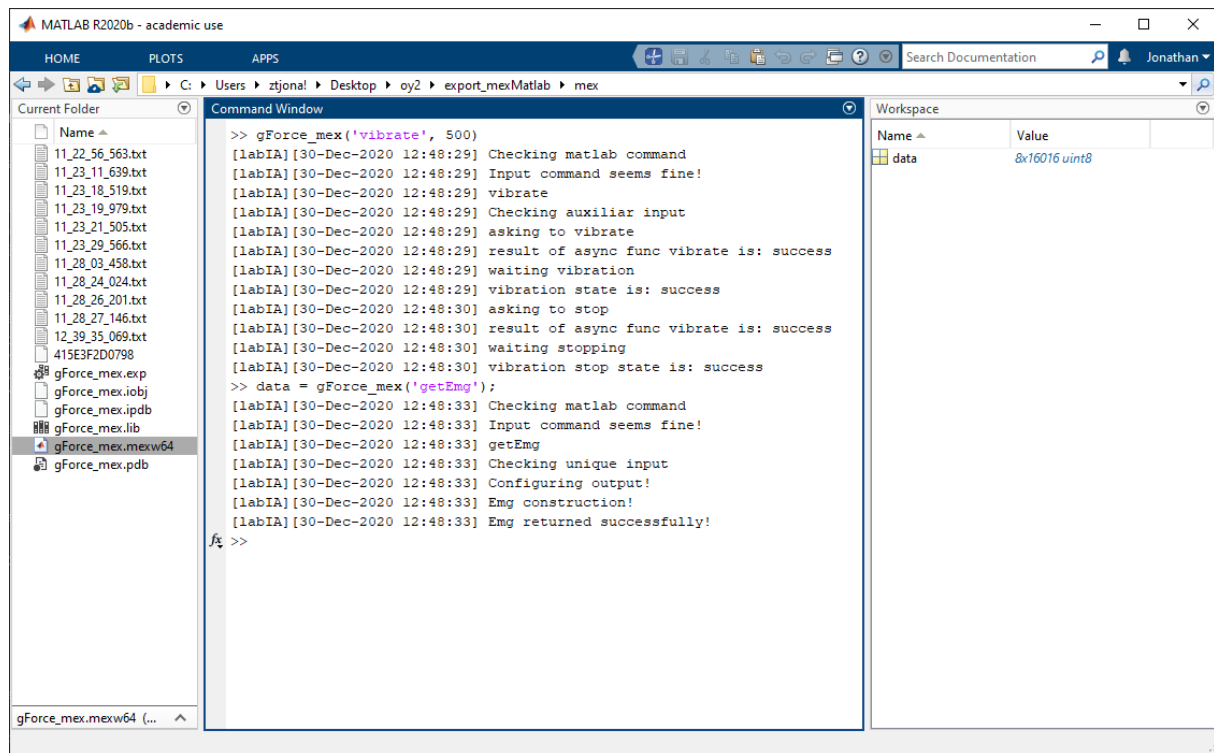 MATLAB R2020b - academic use
HOME PLOTS APPS Search Documentation Jonathan
C: Users ztjona! Desktop oy2 export_mexMatlab mex
Current Folder
Name
11_22_56_563.txt
11_23_11_639.txt
11_23_18_519.txt
11_23_19_979.txt
11_23_21_505.txt
11_23_29_566.txt
11_28_03_458.txt
11_28_24_024.txt
11_28_26_201.txt
11_28_27_146.txt
12_39_35_069.txt
415E3F2D0798
gForce_mex.exp
gForce_mex.iobj
gForce_mex.ipdb
gForce_mex.lib
gForce_mex.mexw64
gForce_mex.pdb
gForce_mex.mexw64 (...
Command Window
>> gForce_mex('vibrate', 500)
[labIA][30-Dec-2020 12:48:29] Checking matlab command
[labIA][30-Dec-2020 12:48:29] Input command seems fine!
[labIA][30-Dec-2020 12:48:29] vibrate
[labIA][30-Dec-2020 12:48:29] Checking auxiliar input
[labIA][30-Dec-2020 12:48:29] asking to vibrate
[labIA][30-Dec-2020 12:48:29] result of async func vibrate is: success
[labIA][30-Dec-2020 12:48:29] waiting vibration
[labIA][30-Dec-2020 12:48:29] vibration state is: success
[labIA][30-Dec-2020 12:48:30] asking to stop
[labIA][30-Dec-2020 12:48:30] result of async func vibrate is: success
[labIA][30-Dec-2020 12:48:30] waiting stopping
[labIA][30-Dec-2020 12:48:30] vibration stop state is: success
>> data = gForce_mex('getEmg');
[labIA][30-Dec-2020 12:48:33] Checking matlab command
[labIA][30-Dec-2020 12:48:33] Input command seems fine!
[labIA][30-Dec-2020 12:48:33] getEmg
[labIA][30-Dec-2020 12:48:33] Checking unique input
[labIA][30-Dec-2020 12:48:33] Configuring output!
[labIA][30-Dec-2020 12:48:33] Emg construction!
[labIA][30-Dec-2020 12:48:33] Emg returned successfully!
fx >>
Workspace
Name Value
data 8x16016 uint8